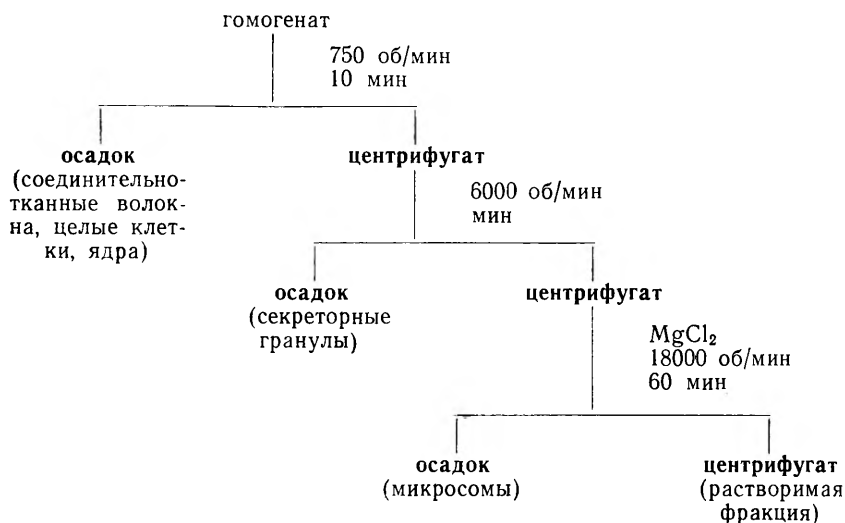 гомогенат
750 об/мин
10 мин
осадок
(соединительно-
тканные волок-
на, целые клет-
ки, ядра)
центрифугат
6000 об/мин
мин
осадок
(секреторные
гранулы)
центрифугат
MgCl₂
18000 об/мин
60 мин
осадок
(микросомы)
центрифугат
(растворимая
фракция)